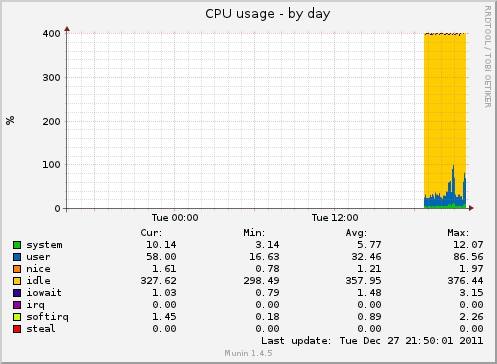 CPU usage - by day
RRDTOOL / TOBI OETIKER
%
400
300
200
100
0
Tue 00:00 Tue 12:00
Cur: Min: Avg: Max:
system 10.14 3.14 5.77 12.07
user 58.00 16.63 32.46 86.56
nice 1.61 0.78 1.21 1.97
idle 327.62 298.49 357.95 376.44
iowait 1.03 0.79 1.48 3.15
irq 0.00 0.00 0.00 0.00
softirq 1.45 0.18 0.89 2.26
steal 0.00 0.00 0.00 0.00
Last update: Tue Dec 27 21:50:01 2011
Munin 1.4.5